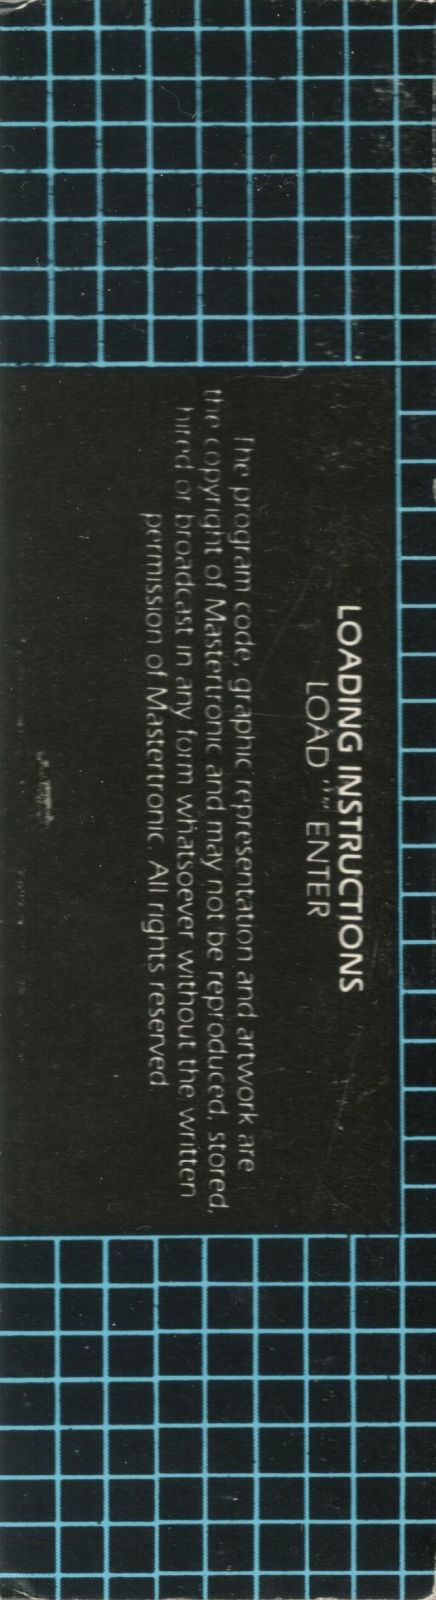 LOADING INSTRUCTIONS
LOAD "" ENTER
The program code, graphic representation and artwork are
the copyright of Mastertronic and may not be reproduced, stored,
hired or broadcast in any form whatsoever without the written
permission of Mastertronic. All rights reserved